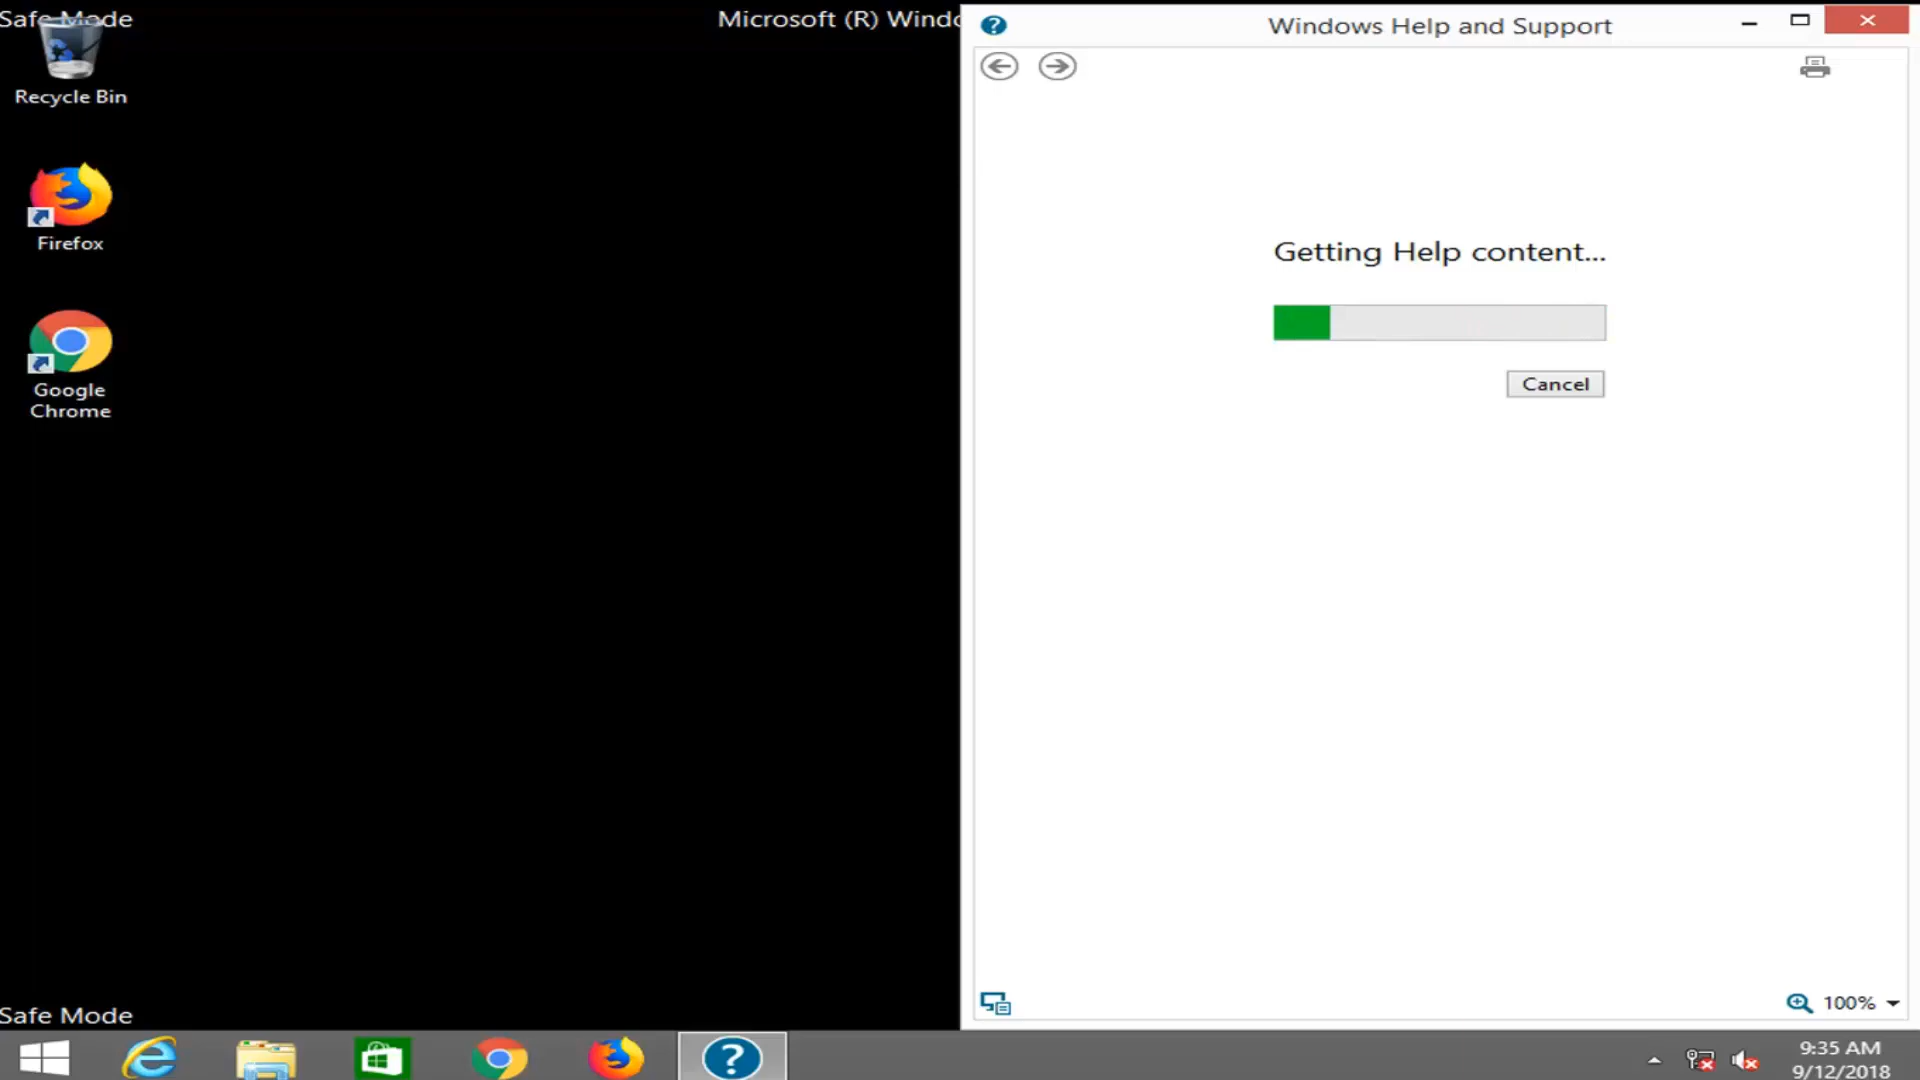 Safe Mode
Microsoft (R) Windo
Windows Help and Support
Recycle Bin
Firefox
Google
Chrome
Getting Help content...
Cancel
100%
Safe Mode
9:35 AM
9/12/2018